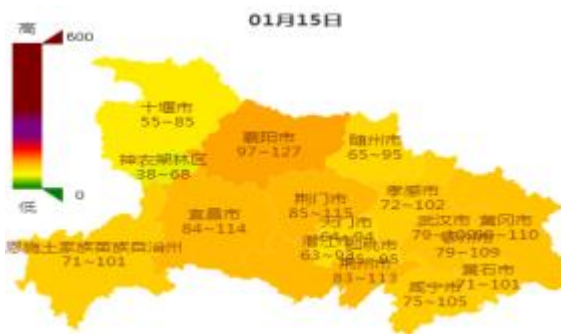 01月15日
高
600
0
低
十堰市
55~85
襄阳市
97~127
随州市
65~95
神农架林区
38~68
孝感市
72~102
荆门市
85~115
宜昌市
84~114
武汉市
黄冈市
79~109
恩施土家族苗族自治州
71~101
83~113
黄石市
71~101
咸宁市
75~105